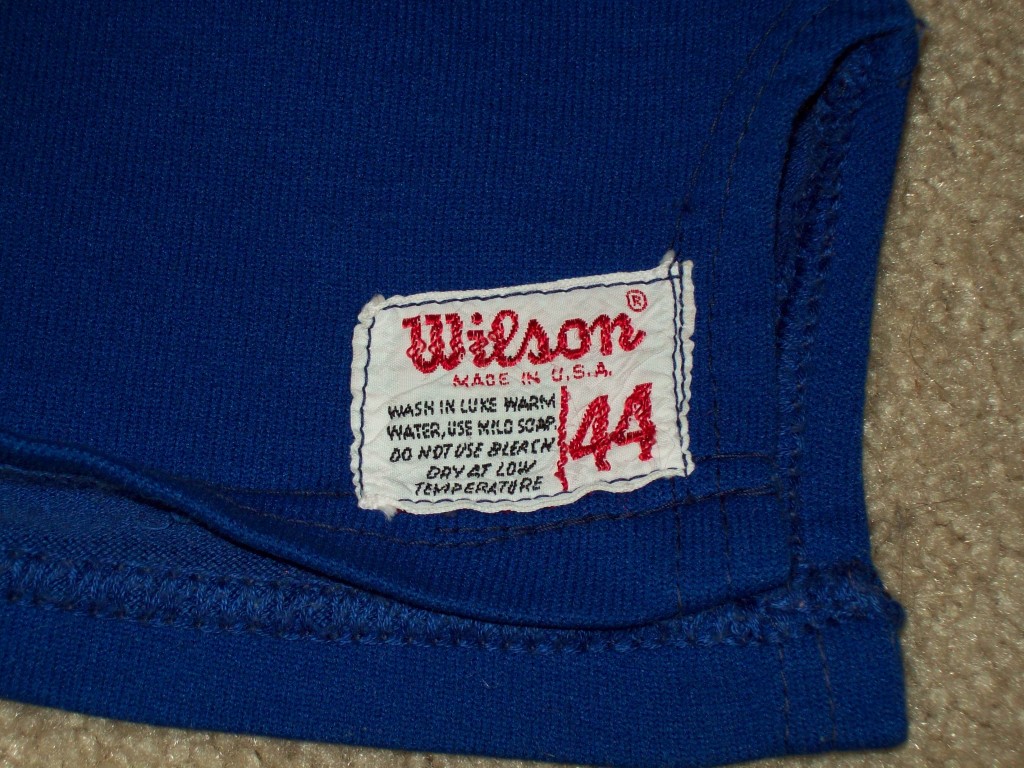 Wilson®
MADE IN U.S.A.
WASH IN LUKE WARM
WATER, USE MILD SOAP.
DO NOT USE BLEACH
DRY AT LOW
TEMPERATURE
44